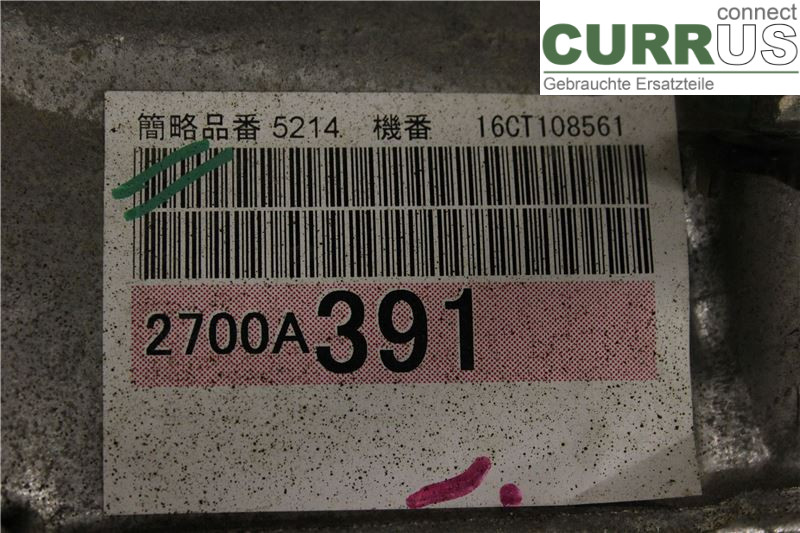 connect
CURRUS
Gebrauchte Ersatzteile
簡略品番 5214 機番 16CT108561
2700A391